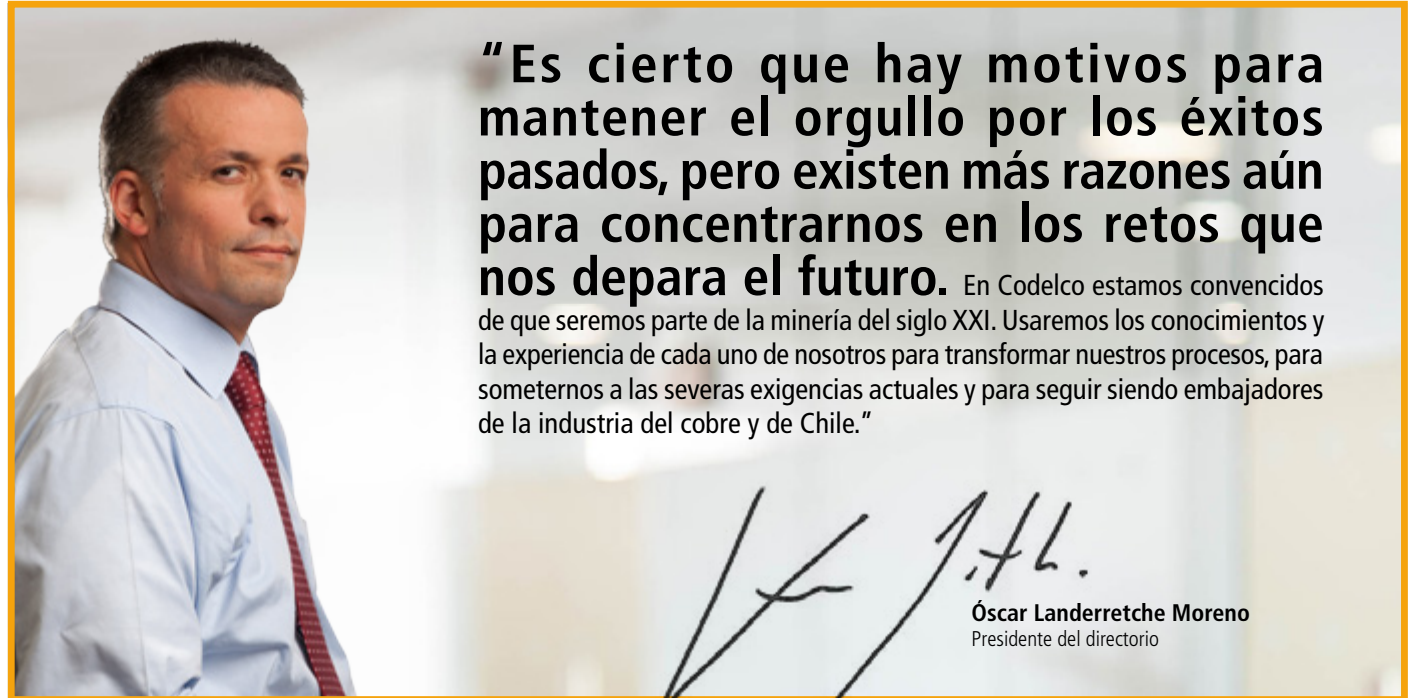 “Es cierto que hay motivos para
mantener el orgullo por los éxitos
pasados, pero existen más razones aún
para concentrarnos en los retos que
nos depara el futuro. En Codelco estamos convencidos
de que seremos parte de la minería del siglo XXI. Usaremos los conocimientos y
la experiencia de cada uno de nosotros para transformar nuestros procesos, para
someternos a las severas exigencias actuales y para seguir siendo embajadores
de la industria del cobre y de Chile.”
Óscar Landerretche Moreno
Presidente del directorio